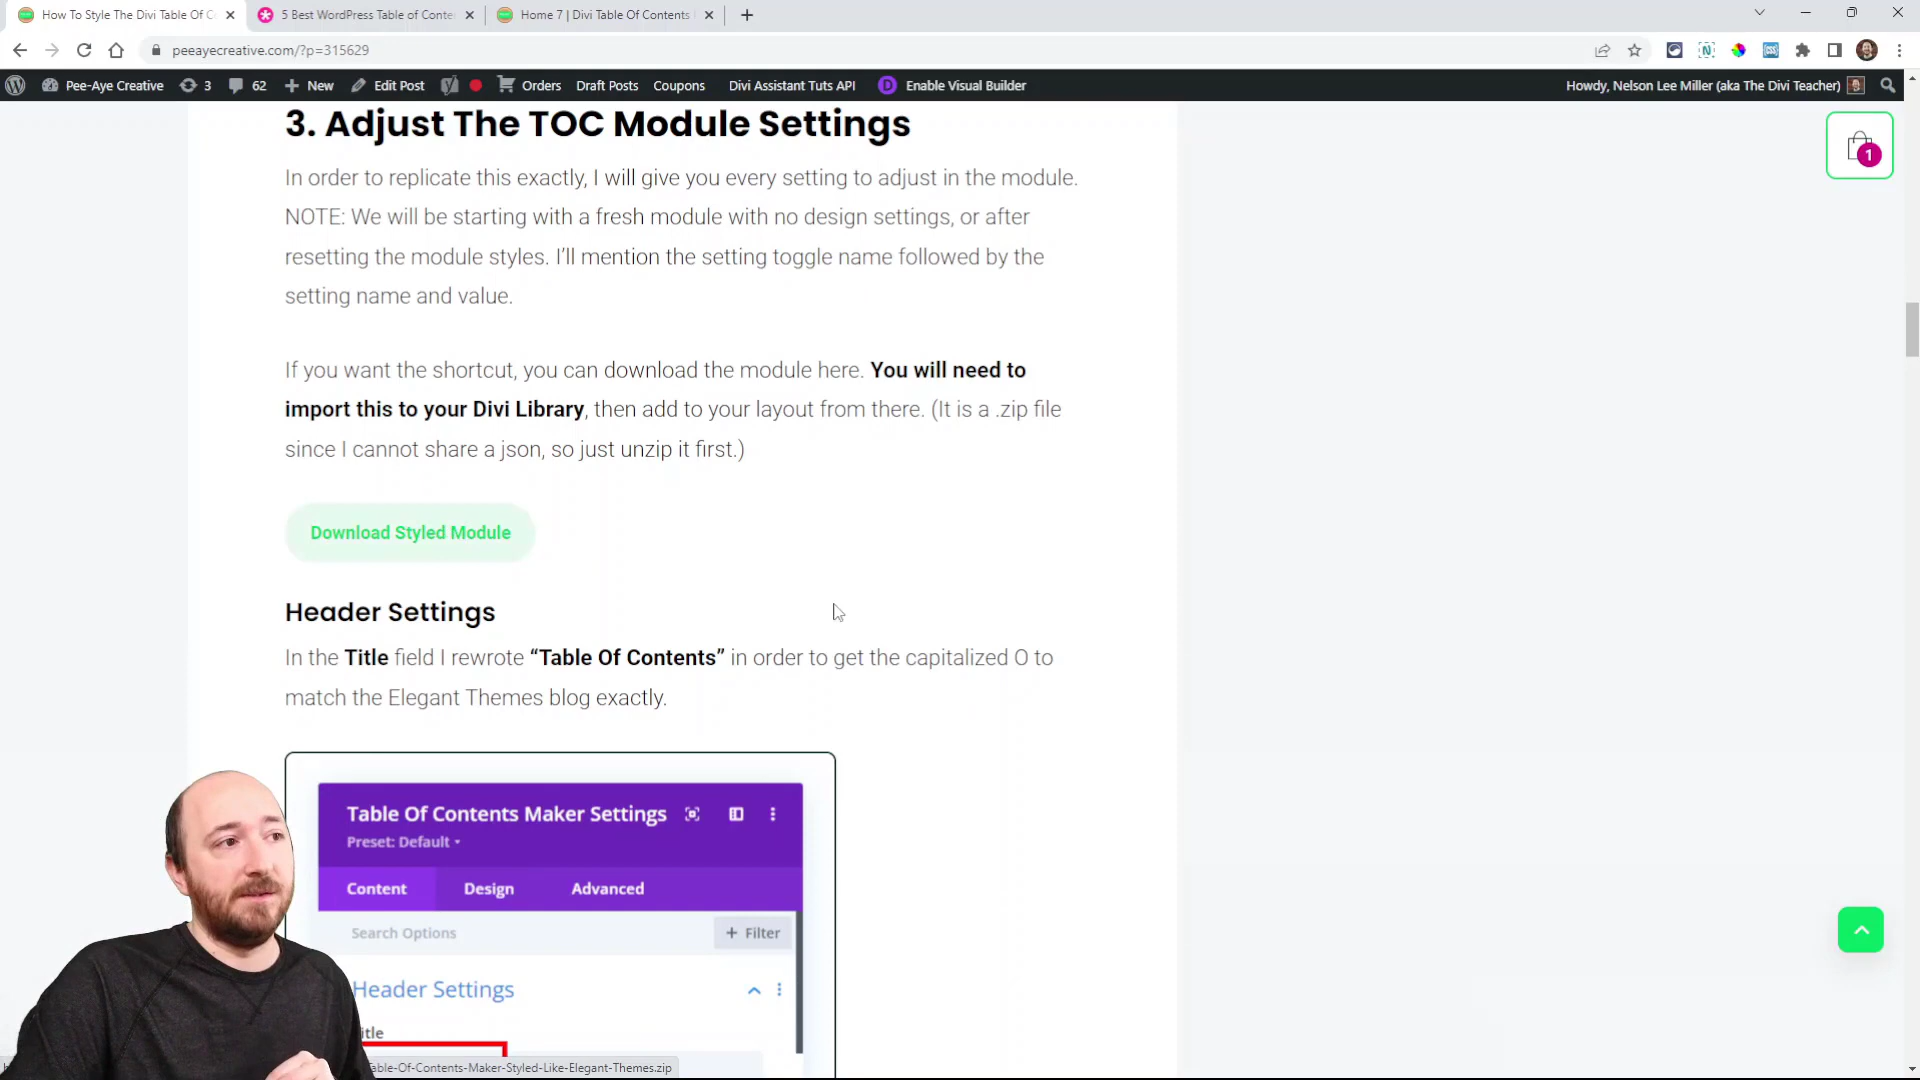 How To Style The Divi Table Of C
5 Best WordPress Table of Conte
Home 7 | Divi Table Of Contents
peeayecreative.com/?p=315629
Pee-Aye Creative
3
62
New
Edit Post
Orders
Draft Posts
Coupons
Divi Assistant Tuts API
D
Enable Visual Builder
Howdy, Nelson Lee Miller (aka The Divi Teacher)
1
3. Adjust The TOC Module Settings
In order to replicate this exactly, I will give you every setting to adjust in the module.
NOTE: We will be starting with a fresh module with no design settings, or after
resetting the module styles. I’ll mention the setting toggle name followed by the
setting name and value.
If you want the shortcut, you can download the module here. You will need to
import this to your Divi Library, then add to your layout from there. (It is a .zip file
since I cannot share a json, so just unzip it first.)
Download Styled Module
Header Settings
In the Title field I rewrote “Table Of Contents” in order to get the capitalized O to
match the Elegant Themes blog exactly.
Table Of Contents Maker Settings
Preset: Default
Content
Design
Advanced
Search Options
+ Filter
Header Settings
itle
able-Of-Contents-Maker-Styled-Like-Elegant-Themes.zip